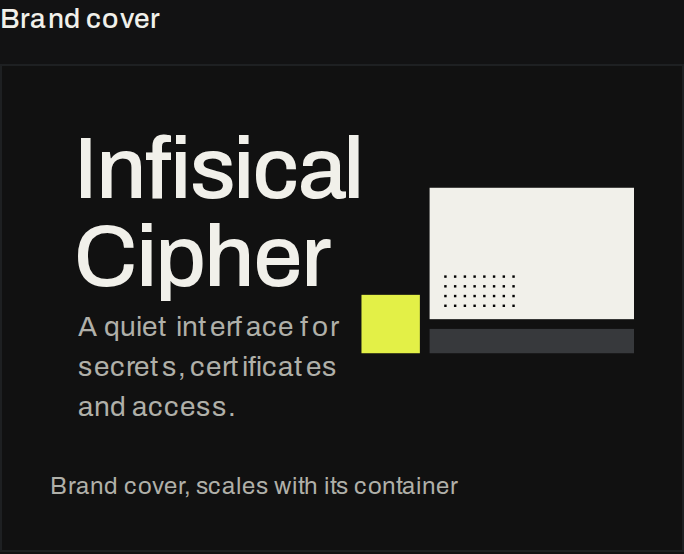 Brand cover
Infisical
Cipher
A quiet interface for
secrets, certificates
and access.
Brand cover, scales with its container